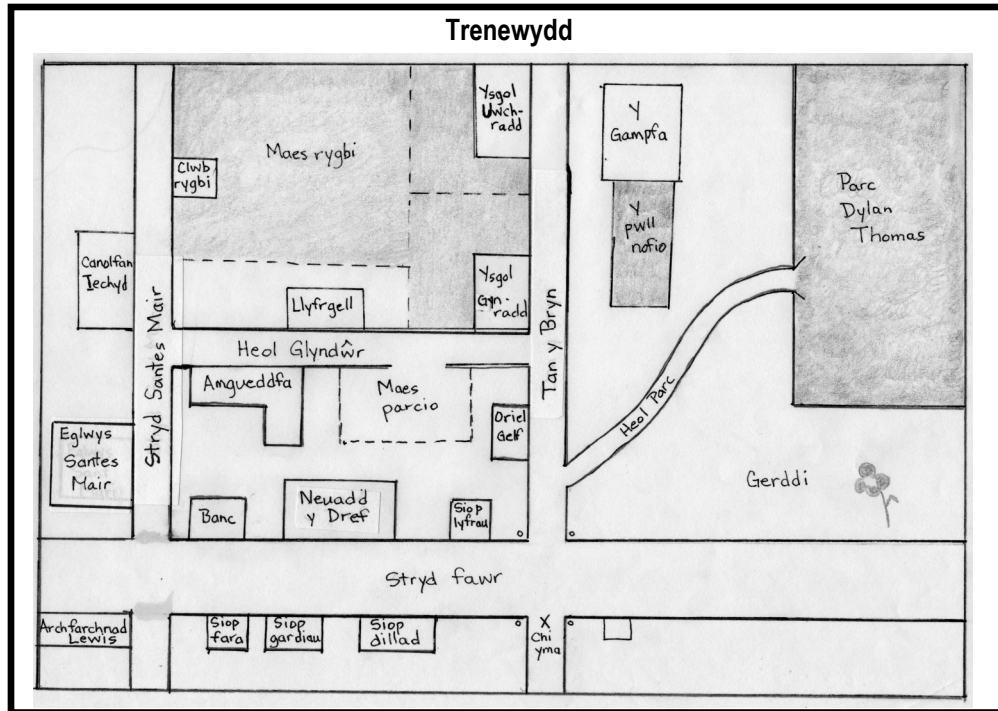 Trenewydd
Ysgol
Uwch-
radd
Y
Gampfa
Maes rygbi
Clwb
rygbi
Parc
Dylan
Thomas
Y
pwll
nofio
Canolfan
Iechyd
Ysgol
Gyn-
radd
Llyfrgell
Stryd Santes Mair
Heol Glyndŵr
Tan y Bryn
Amgueddfa
Maes
parcio
Oriel
Gelf
Heol Parc
Eglwys
Santes
Mair
Gerddi
Banc
Neuadd
y Dref
Siop
lyfrau
Stryd fawr
Archfarchnad
Lewis
Siop
fara
Siop
gardiau
Siop
dillad
X
Chi
yma